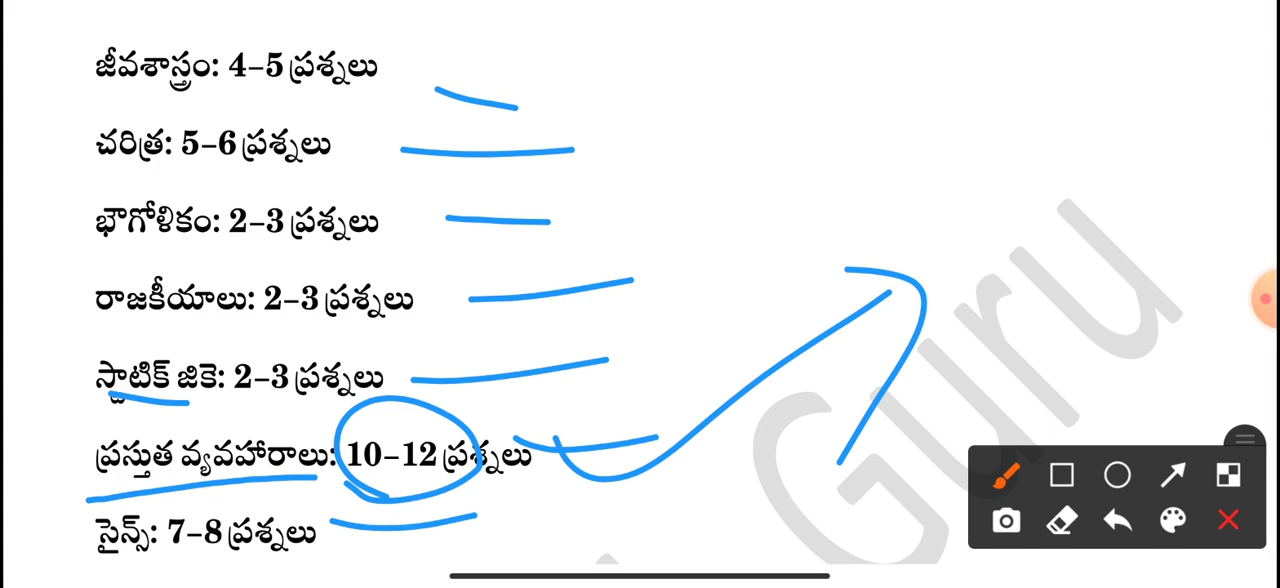 జీవశాస్త్రం: 4-5 ప్రశ్నలు
చరిత్ర: 5-6 ప్రశ్నలు
భౌగోళికం: 2-3 ప్రశ్నలు
రాజకీయాలు: 2-3 ప్రశ్నలు
స్టాటిక్ జికె: 2-3 ప్రశ్నలు
ప్రస్తుత వ్యవహారాలు: 10-12 ప్రశ్నలు
సైన్స్: 7-8 ప్రశ్నలు
Guru